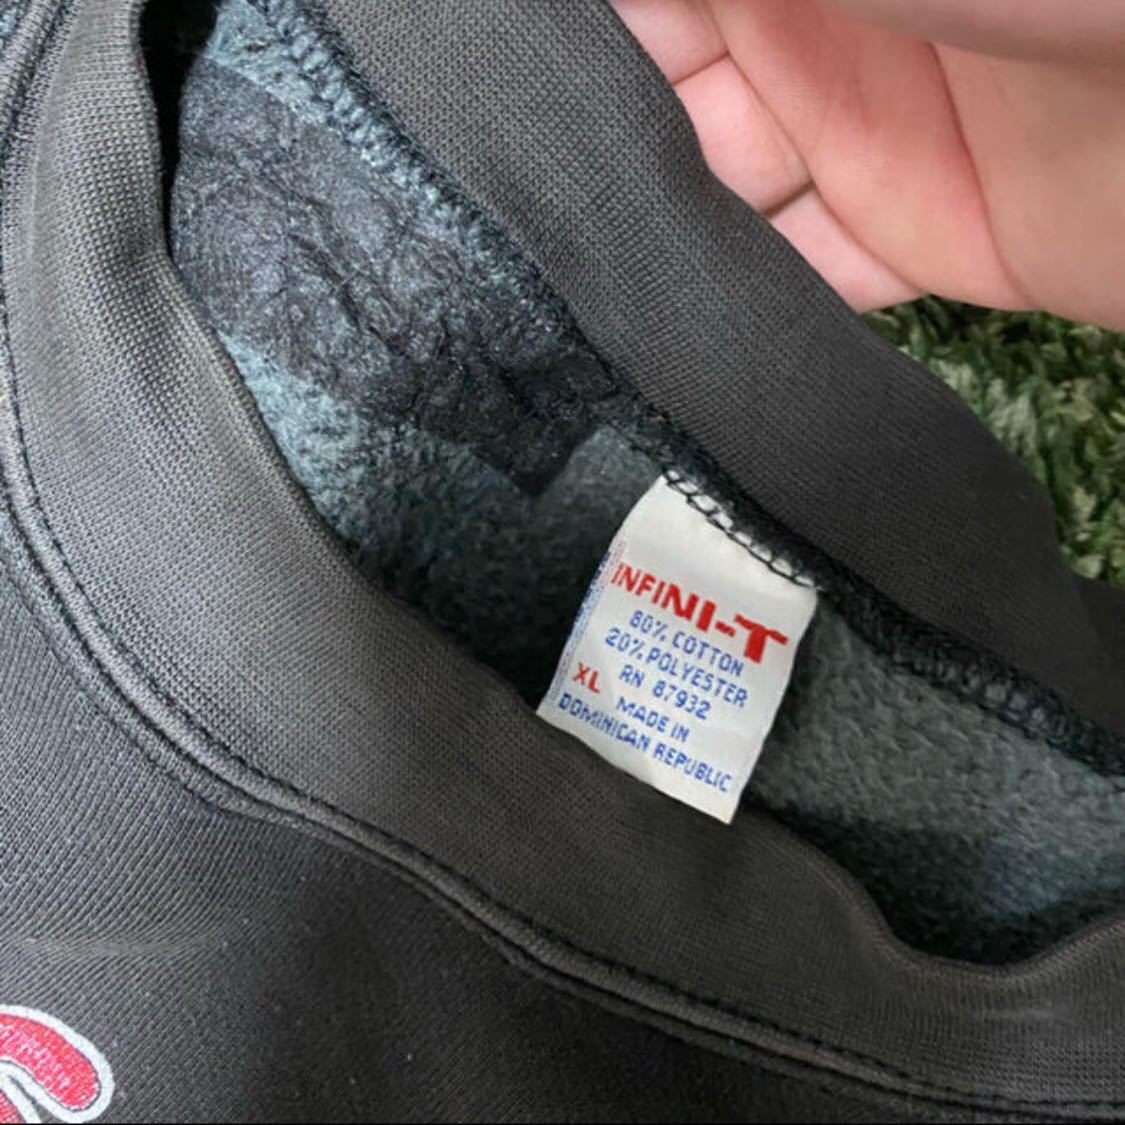 INFINI-T
80% COTTON
20% POLYESTER
XL RN 87932
MADE IN
DOMINICAN REPUBLIC